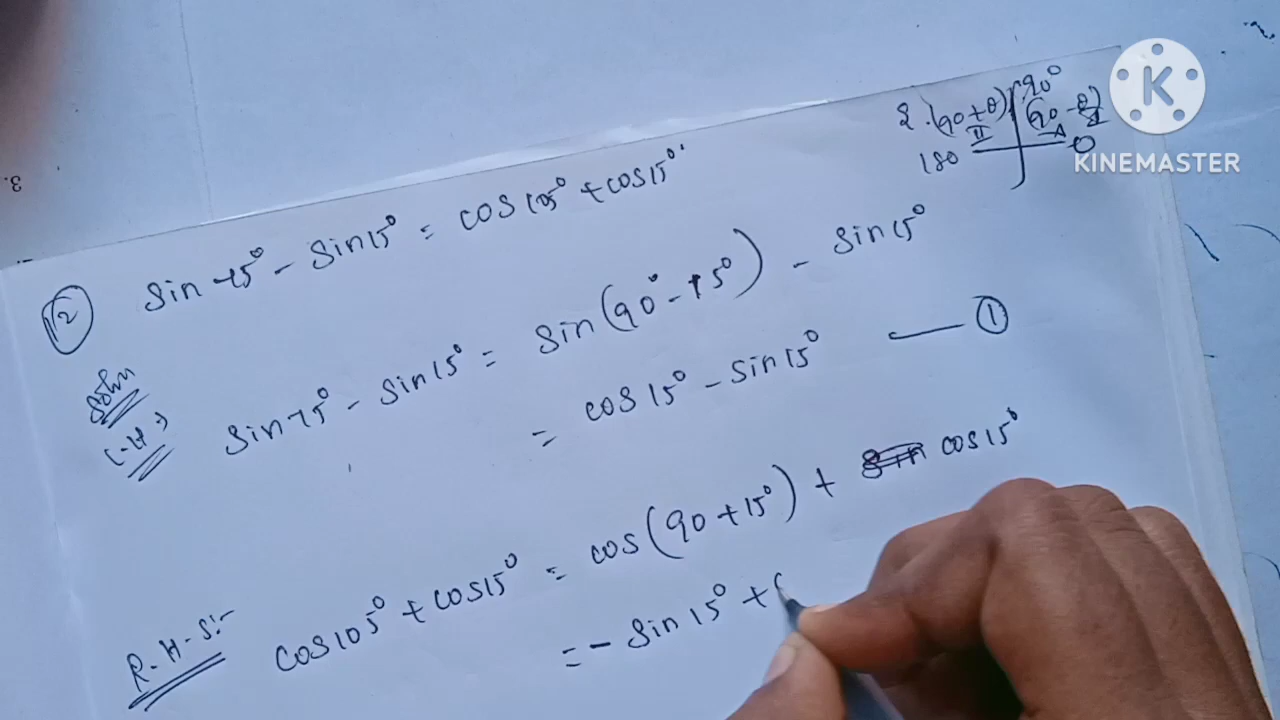 2. (90+θ) 90° (90-θ)
II I
180 0
KINEMASTER
12 Sin 75° - Sin 15° = cos 105° + cos 15°
Soln
L.H.S Sin 75° - Sin 15° = Sin (90° - 15°) - Sin 15°
= cos 15° - Sin 15° — 1
R.H.S:- cos 105° + cos 15° = cos (90 + 15°) + cos 15°
= - Sin 15° + c